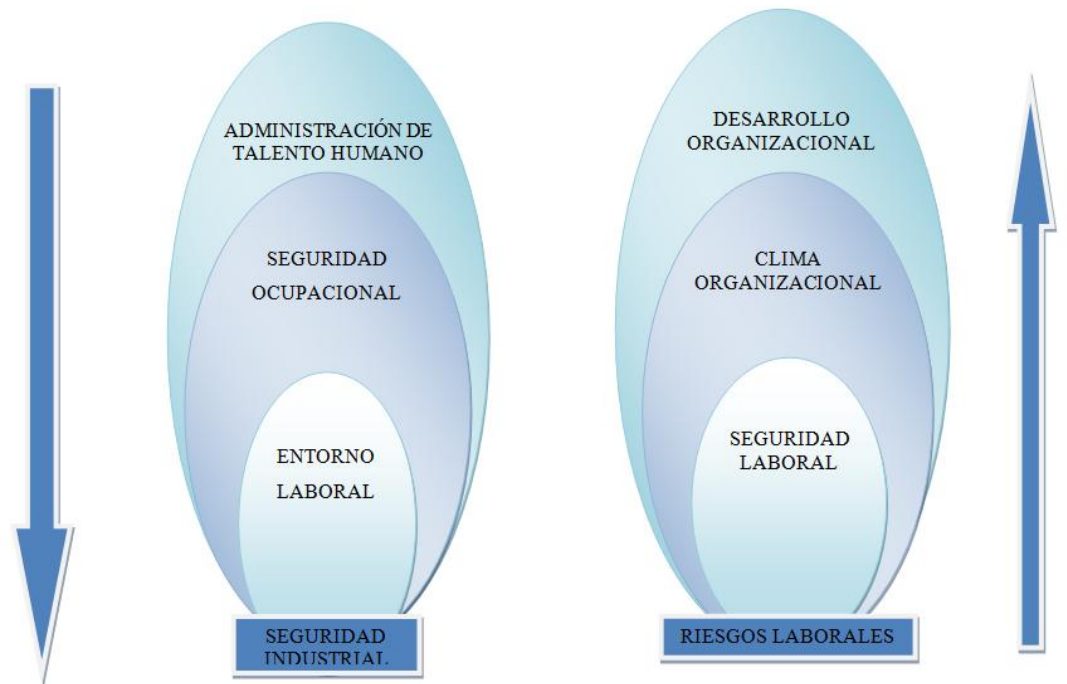 ADMINISTRACIÓN DE
TALENTO HUMANO
SEGURIDAD
OCUPACIONAL
ENTORNO
LABORAL
SEGURIDAD
INDUSTRIAL
DESARROLLO
ORGANIZACIONAL
CLIMA
ORGANIZACIONAL
SEGURIDAD
LABORAL
RIESGOS LABORALES